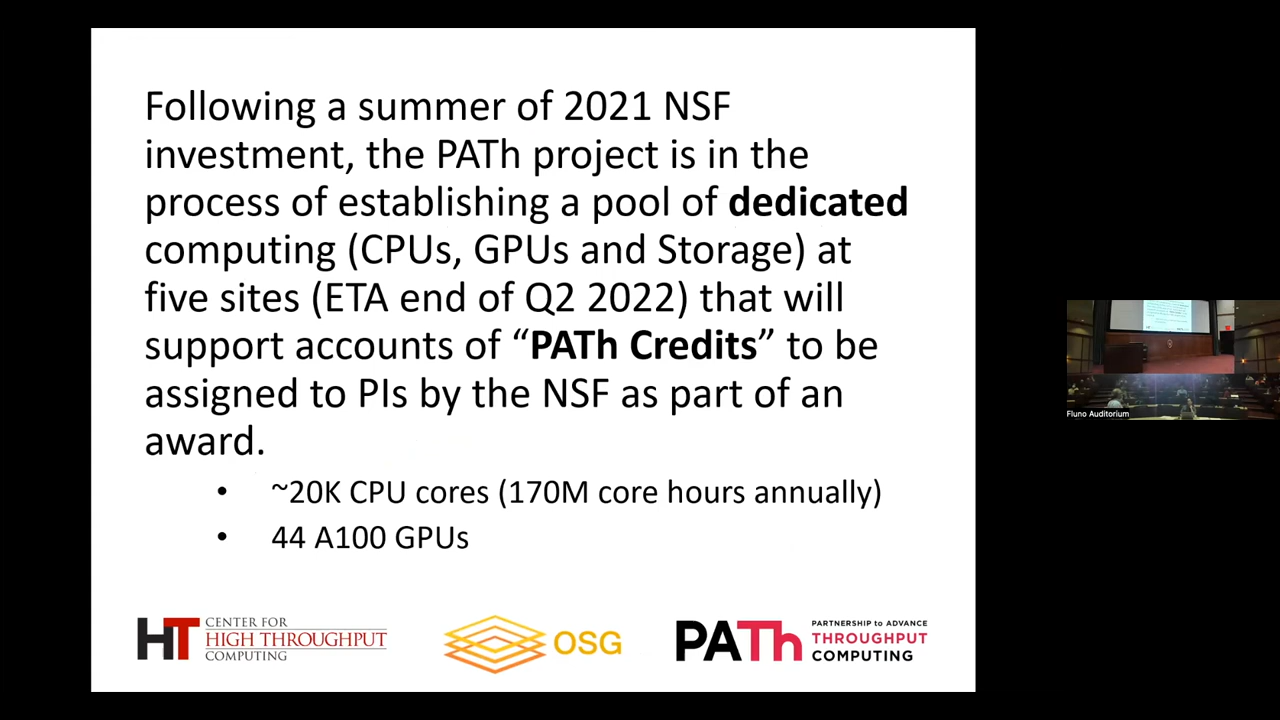 Following a summer of 2021 NSF
investment, the PATh project is in the
process of establishing a pool of dedicated
computing (CPUs, GPUs and Storage) at
five sites (ETA end of Q2 2022) that will
support accounts of “PATh Credits” to be
assigned to PIs by the NSF as part of an
award.
• ~20K CPU cores (170M core hours annually)
• 44 A100 GPUs
HT CENTER FOR
HIGH THROUGHPUT
COMPUTING
OSG
PATh PARTNERSHIP to ADVANCE
THROUGHPUT
COMPUTING
Fluno Auditorium